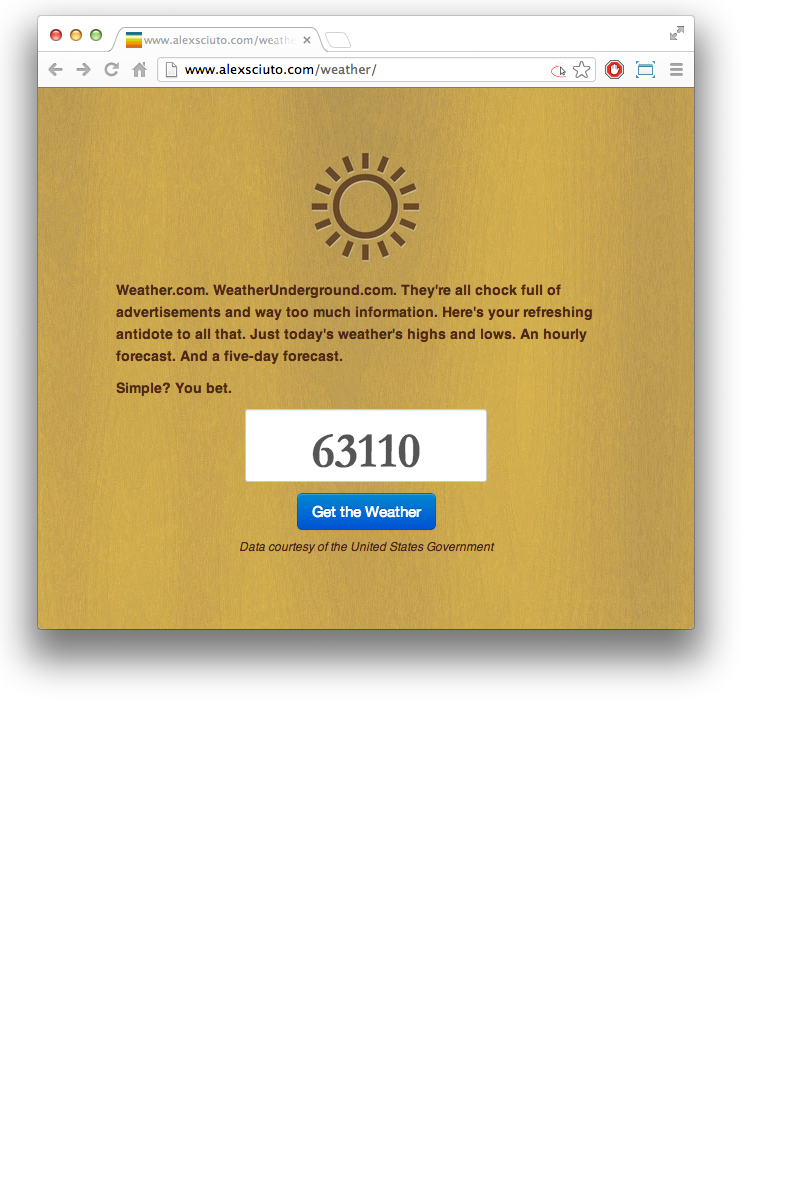 www.alexsciuto.com/weathe
www.alexsciuto.com/weather/
Weather.com. WeatherUnderground.com. They're all chock full of
advertisements and way too much information. Here's your refreshing
antidote to all that. Just today's weather's highs and lows. An hourly
forecast. And a five-day forecast.
Simple? You bet.
63110
Get the Weather
Data courtesy of the United States Government